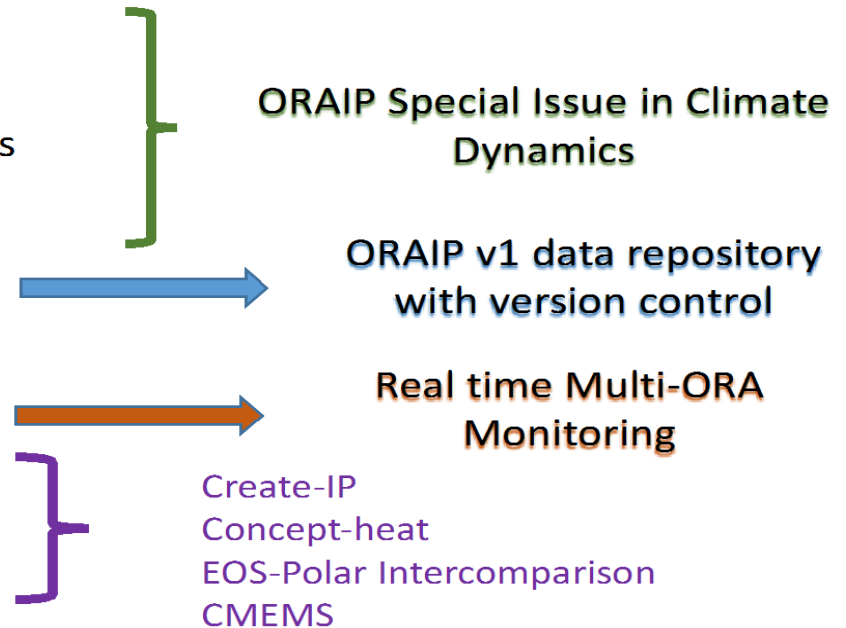 ORAIP Special Issue in Climate
Dynamics
s
ORAIP v1 data repository
with version control
Real time Multi-ORA
Monitoring
Create-IP
Concept-heat
EOS-Polar Intercomparison
CMEMS